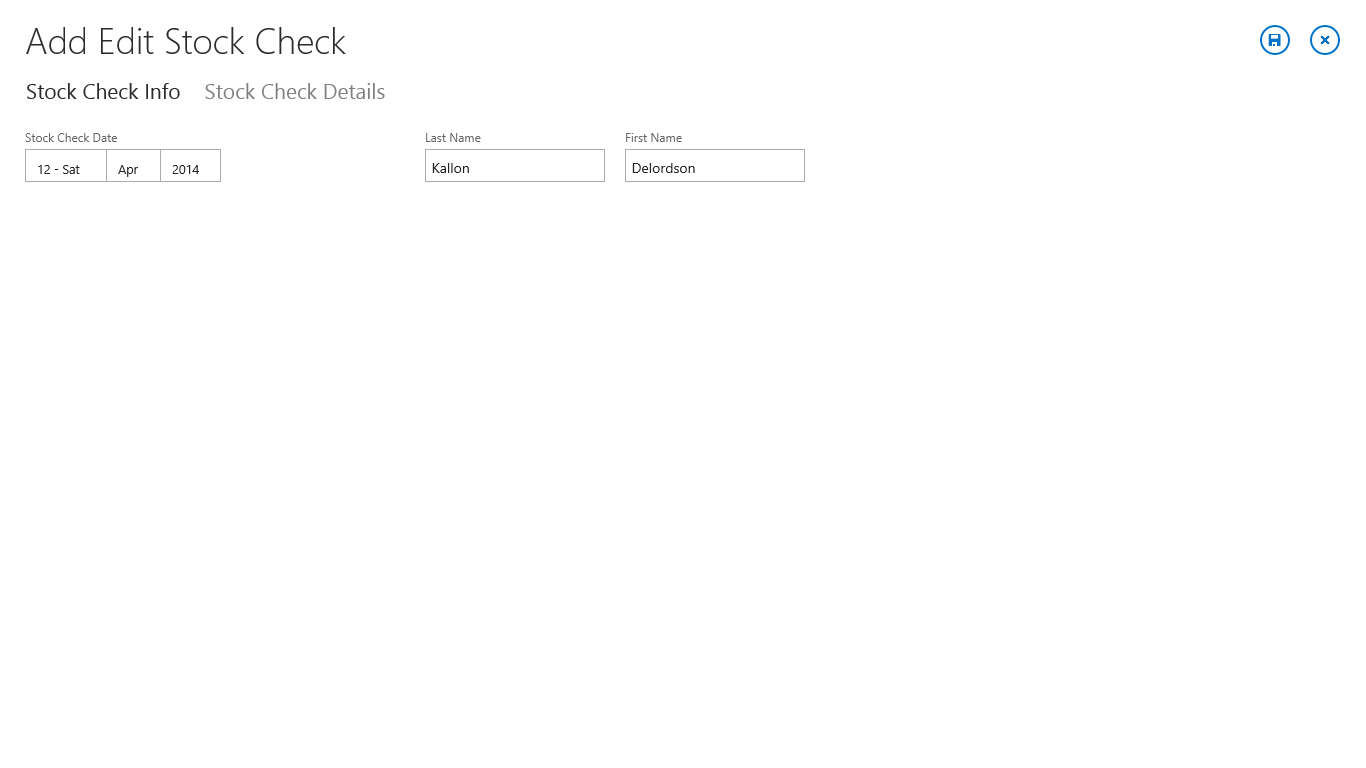 Add Edit Stock Check
Stock Check Info Stock Check Details
Stock Check Date Last Name First Name
12 - Sat Apr 2014 Kallon Delordson